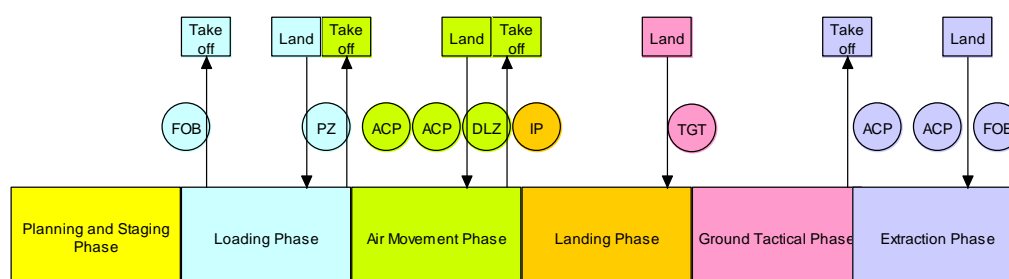 Take
off
Land
Take
off
Land
Take
off
Land
Take
off
Land
FOB
PZ
ACP
ACP
DLZ
IP
TGT
ACP
ACP
FOB
Planning and Staging
Phase
Loading Phase
Air Movement Phase
Landing Phase
Ground Tactical Phase
Extraction Phase